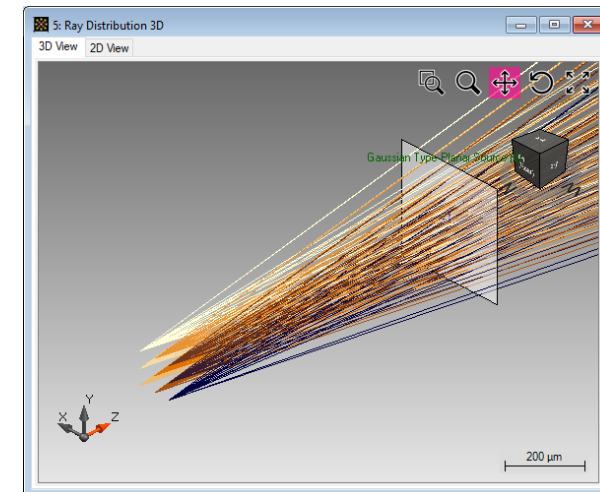 5: Ray Distribution 3D
3D View 2D View
Gaussian Type Planar Source
Y
X
Z
200 µm